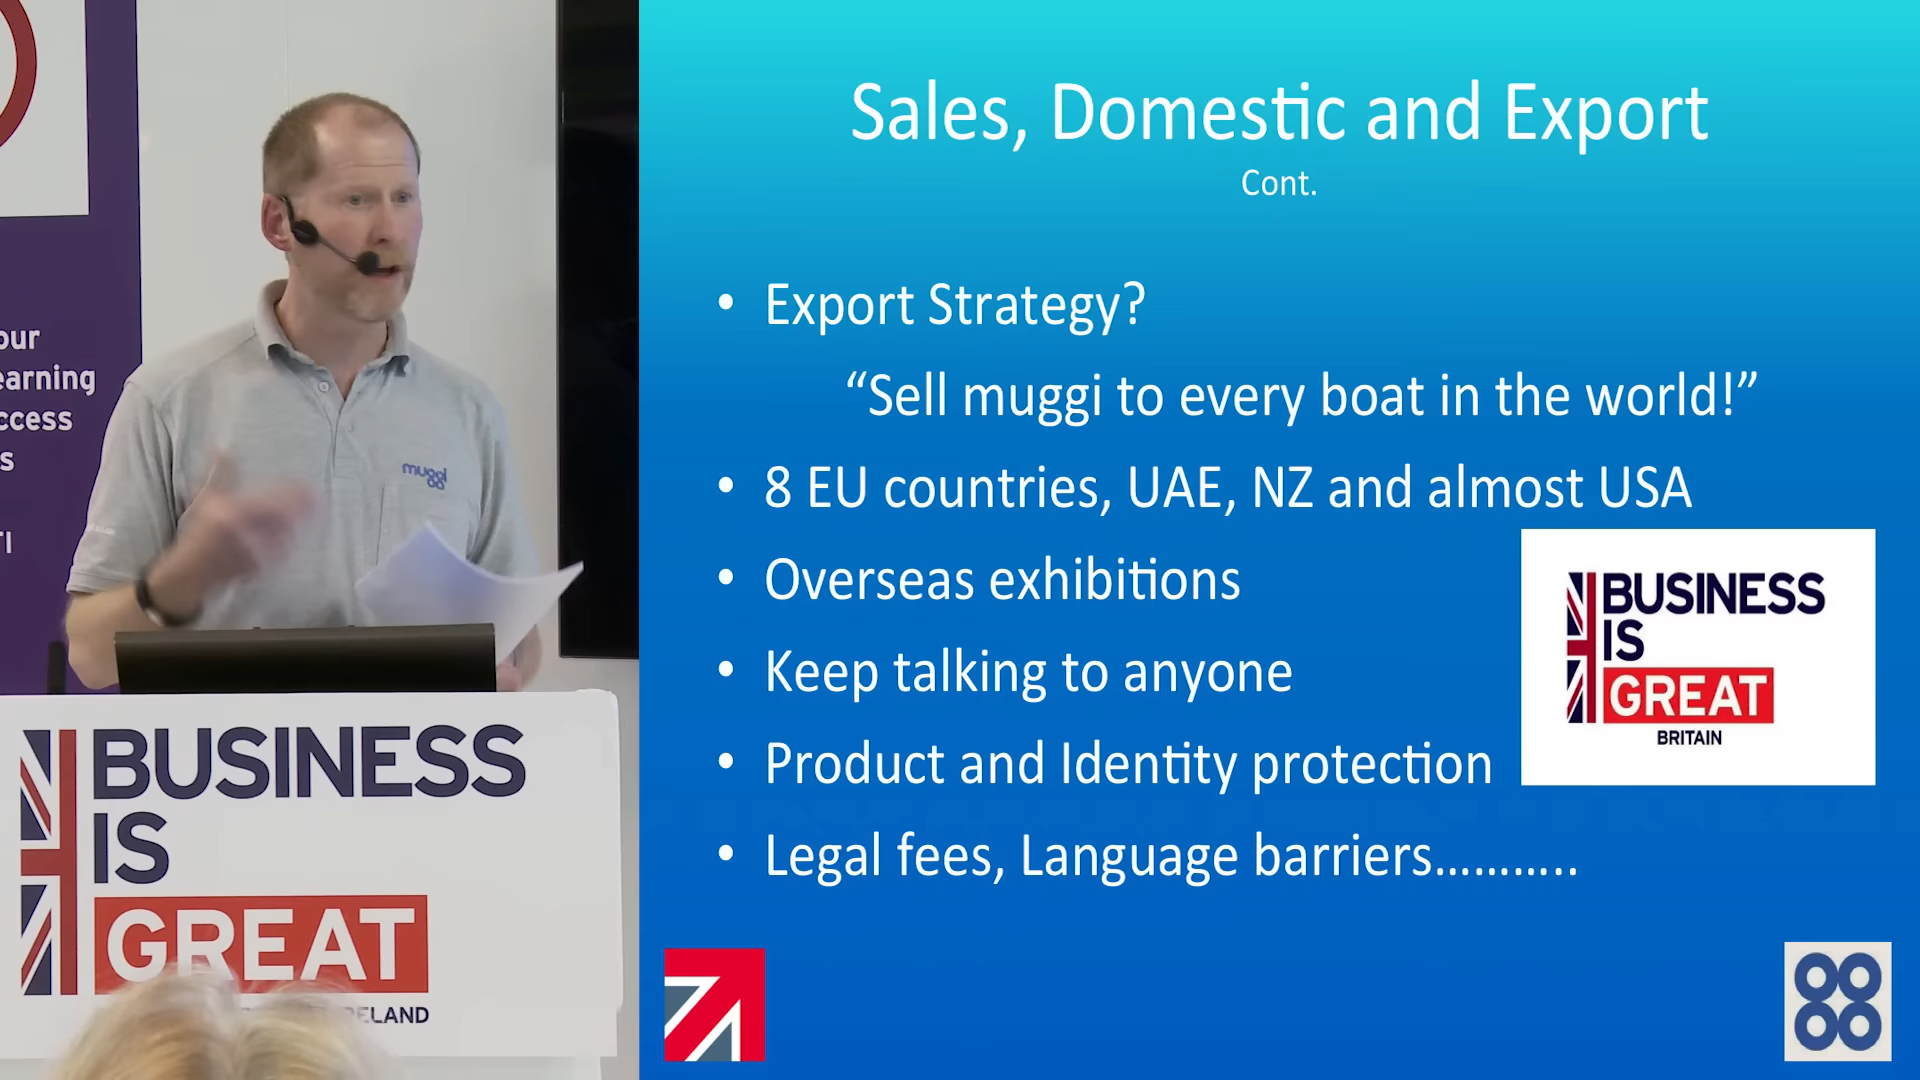 our
earning
ccess
s
TI
muggi
BUSINESS
IS
GREAT
ELAND
Sales, Domestic and Export
Cont.
• Export Strategy?
“Sell muggi to every boat in the world!”
• 8 EU countries, UAE, NZ and almost USA
• Overseas exhibitions
• Keep talking to anyone
• Product and Identity protection
• Legal fees, Language barriers………..
BUSINESS
IS
GREAT
BRITAIN